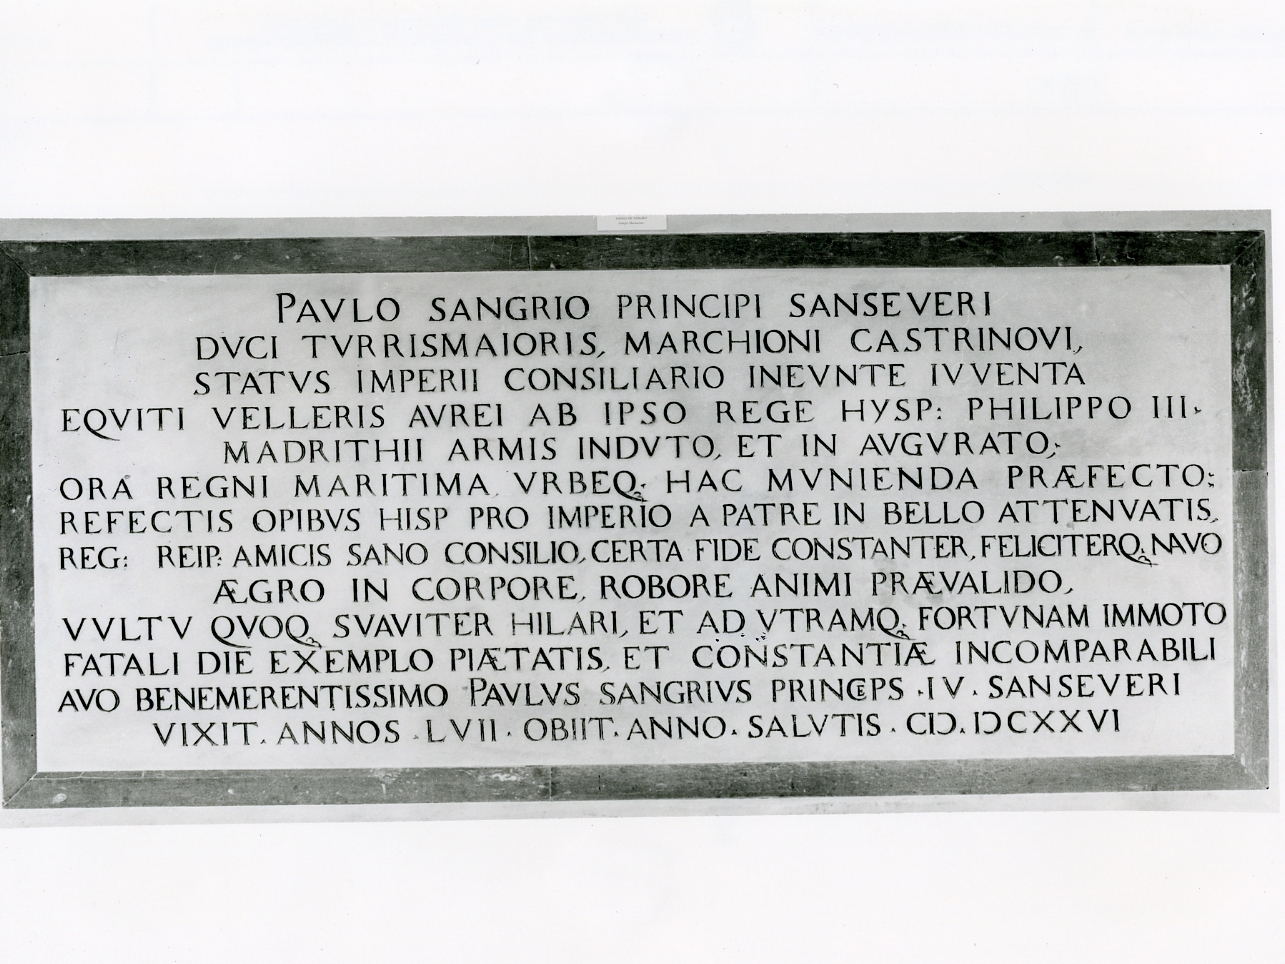 PAVLO SANGRIO PRINCIPI SANSEVERI
DVCI TVRRISMAIORIS, MARCHIONI CASTRINOVI,
STATVS IMPERII CONSILIARIO INEVNTE IVVENTA
EQVITI VELLERIS AVREI AB IPSO REGE HYSP: PHILIPPO III.
MADRITHII ARMIS INDVTO, ET IN AVGVRATO,
ORÆ REGNI MARITIMA VRBEQ; HAC MVNIENDA PRÆFECTO;
REFECTIS OPIBVS HISP PRO IMPERIO A PATRE IN BELLO ATTENVATIS,
REG: REIP: AMICIS SANO CONSILIO, CERTA FIDE CONSTANTER, FELICITERQ; NAVO
ÆGRO IN CORPORE, ROBORE ANIMI PRÆVALIDO,
VVLTV QVOQ; SVAVITER HILARI, ET AD VTRAMQ; FORTVNAM IMMOTO
FATALI DIE EXEMPLO PIÆTATIS, ET CONSTANTIÆ INCOMPARABILI
AVO BENEMERENTISSIMO PAVLVS SANGRIVS PRINCEPS · IV · SANSEVERI
VIXIT · ANNOS · LVII · OBIIT · ANNO · SALVTIS · CIↃ · IↃCXXVI